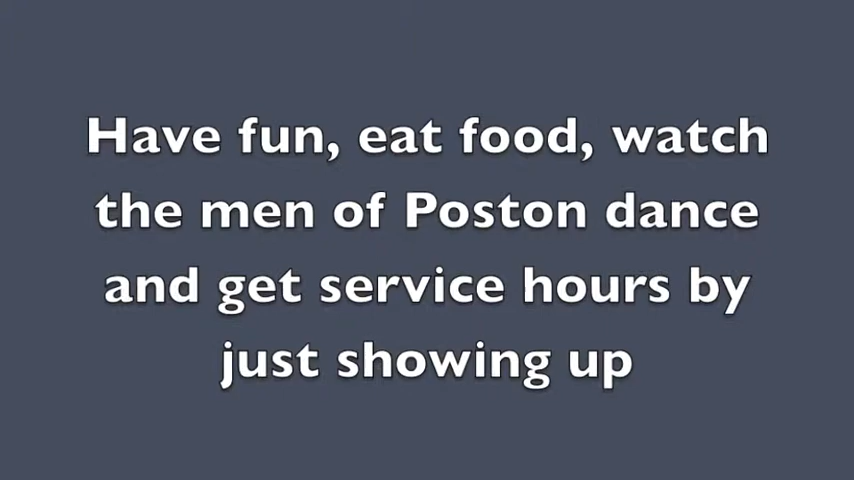 Have fun, eat food, watch
the men of Poston dance
and get service hours by
just showing up